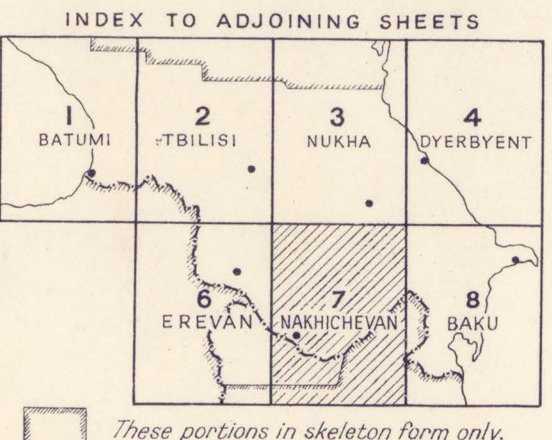 INDEX TO ADJOINING SHEETS
1 2 3 4
BATUMI TBILISI NUKHA DYERBYENT
6 7 8
EREVAN NAKHICHEVAN BAKU
These portions in skeleton form only.